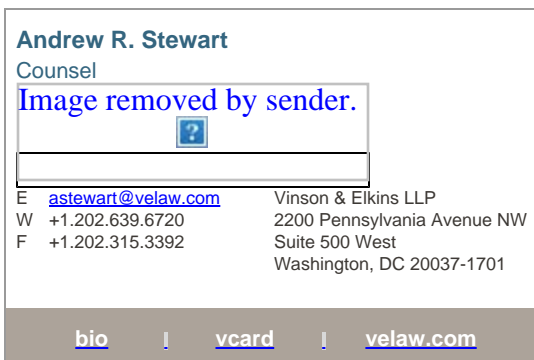 Andrew R. Stewart
Counsel
Image removed by sender.
E astewart@velaw.com Vinson & Elkins LLP
W +1.202.639.6720 2200 Pennsylvania Avenue NW
F +1.202.315.3392 Suite 500 West
Washington, DC 20037-1701
bio | vcard | velaw.com